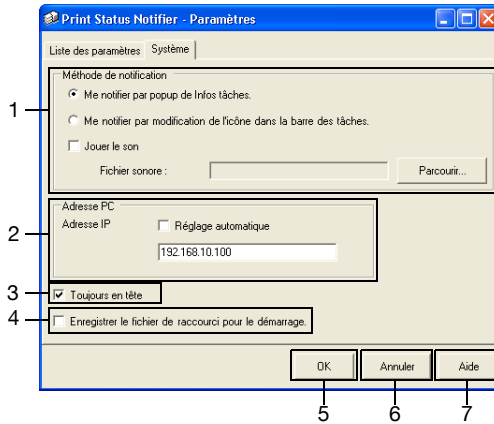 Print Status Notifier - Paramètres
Liste des paramètres Système
Méthode de notification
1
Me notifier par popup de Infos tâches.
Me notifier par modification de l'icône dans la barre des tâches.
Jouer le son
Fichier sonore :
Parcourir...
Adresse PC
2
Adresse IP
Réglage automatique
192.168.10.100
3
Toujours en tête
4
Enregistrer le fichier de raccourci pour le démarrage.
OK Annuler Aide
5 6 7